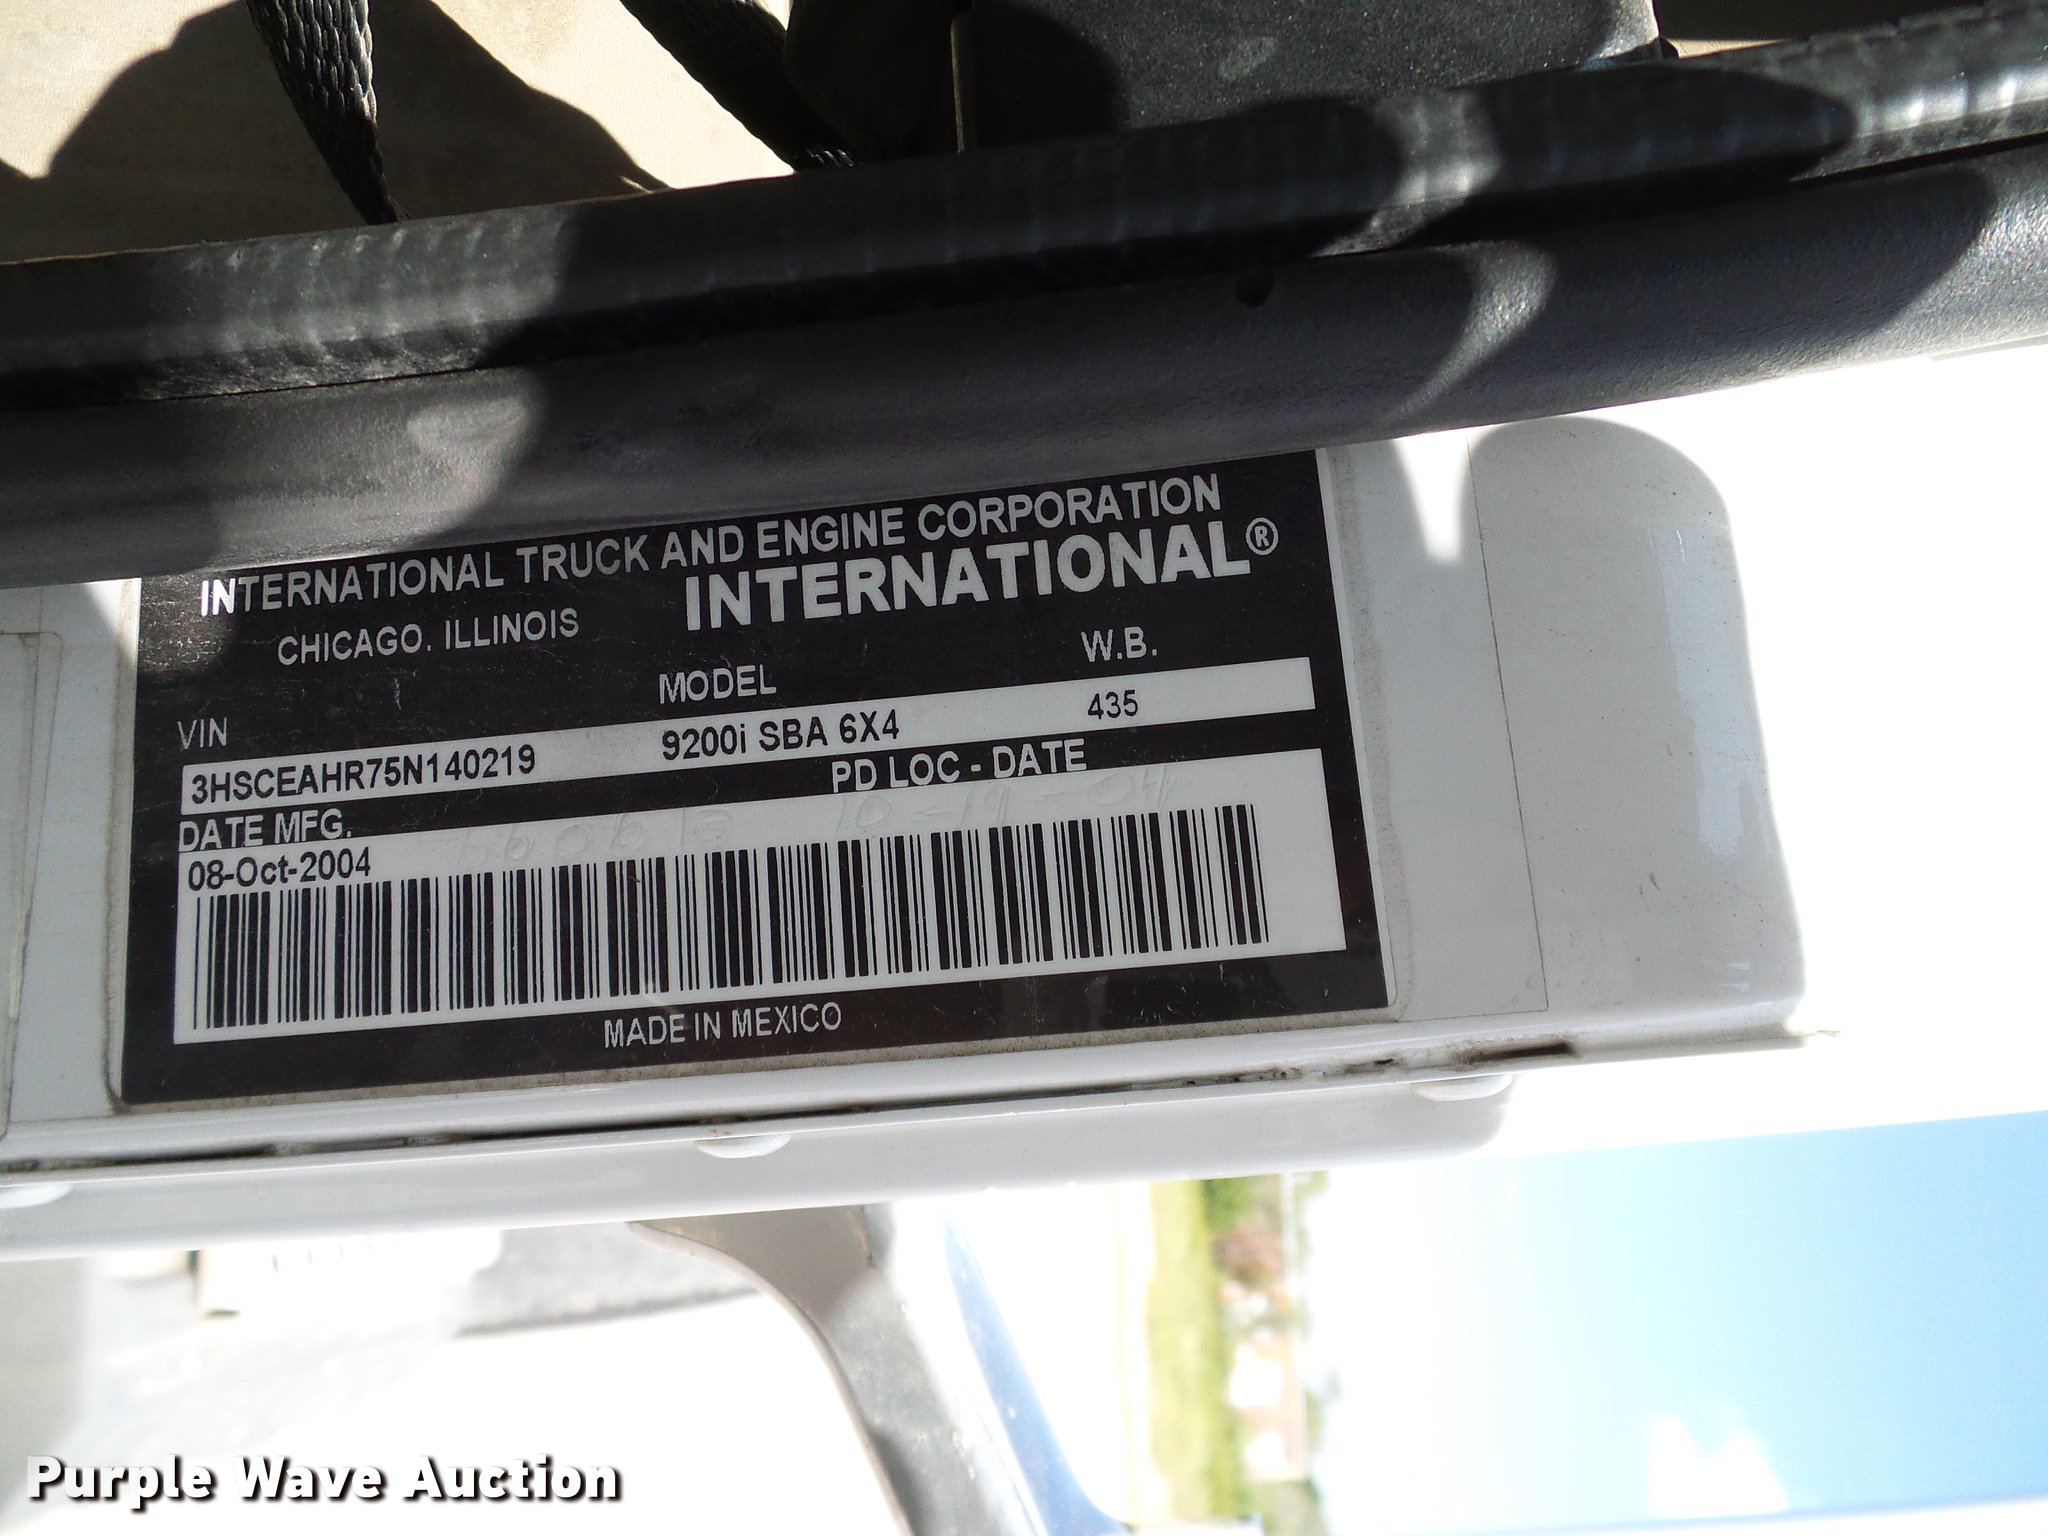 INTERNATIONAL TRUCK AND ENGINE CORPORATION
CHICAGO, ILLINOIS INTERNATIONAL®
VIN MODEL W.B.
3HSCEAHR75N140219 9200i SBA 6X4 435
DATE MFG. PD LOC - DATE
08-Oct-2004
MADE IN MEXICO
Purple Wave Auction